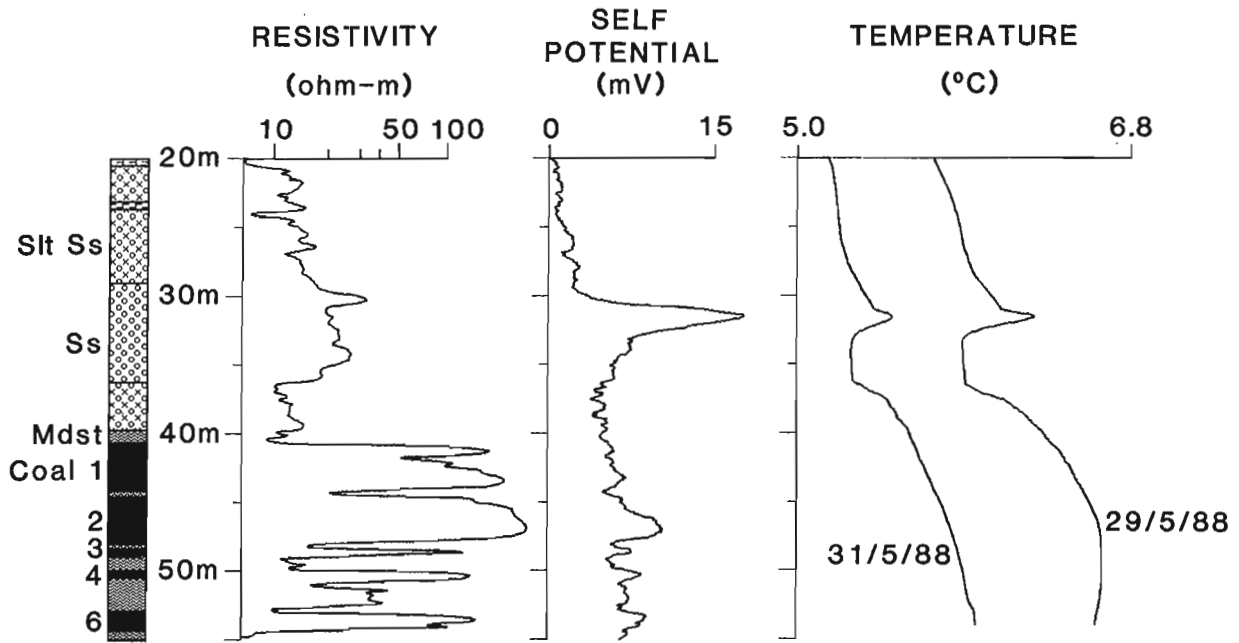 RESISTIVITY
(ohm-m)
10 50 100
SELF
POTENTIAL
(mV)
0 15
TEMPERATURE
(ºC)
5.0 6.8
20m
Slt Ss
30m
Ss
Mdst
40m
Coal 1
2
3
4
50m
6
31/5/88
29/5/88